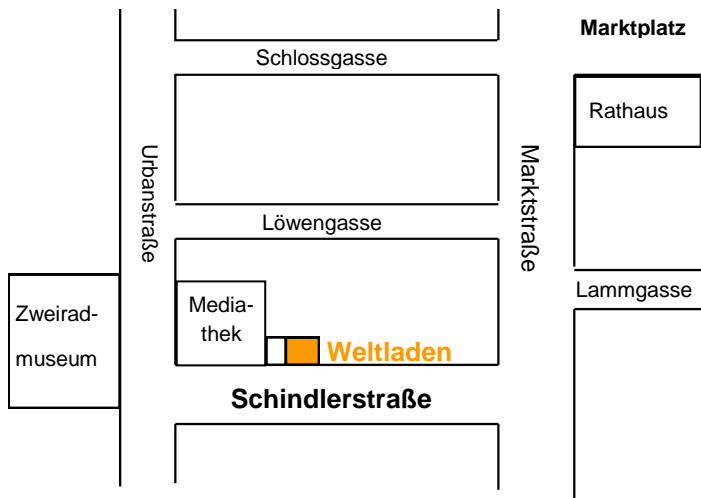 Marktplatz
Schlossgasse
Rathaus
Urbanstraße
Marktstraße
Löwengasse
Lammgasse
Media-
thek
Zweirad-
museum
Weltladen
Schindlerstraße